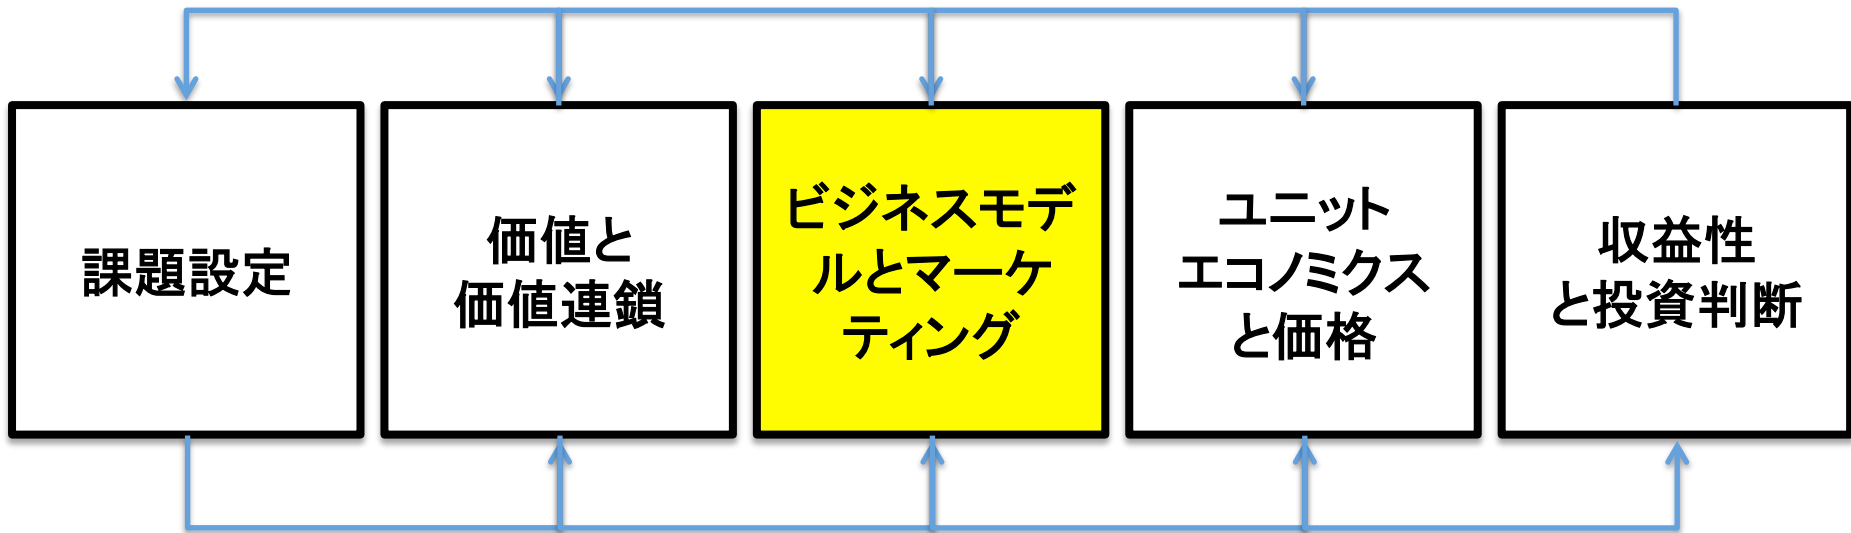 課題設定
価値と
価値連鎖
ビジネスモデ
ルとマーケ
ティング
ユニット
エコノミクス
と価格
収益性
と投資判断